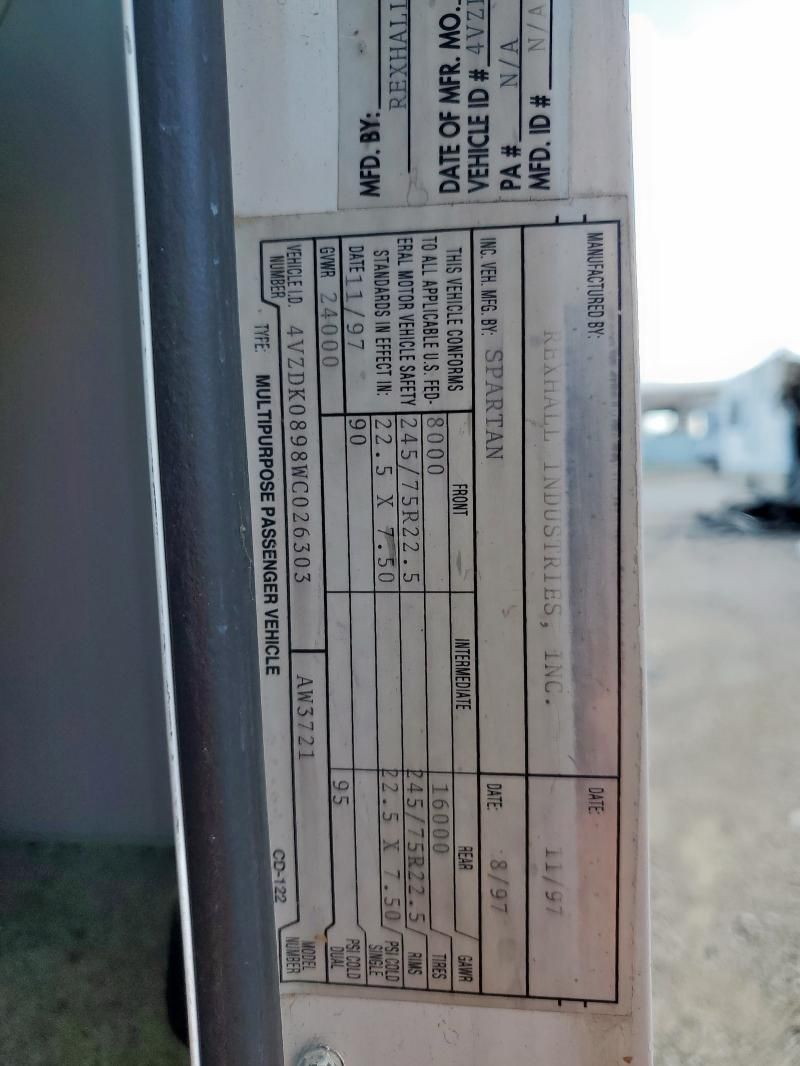 MFD. BY:
REXHALL
DATE OF MFR. MO.
VEHICLE ID # 4VZ
PA # N/A
MFD. ID # N/A
MANUFACTURED BY: DATE:
REXHALL INDUSTRIES, INC. 11/97
INC. VEH. MFG. BY: SPARTAN DATE: 8/97
THIS VEHICLE CONFORMS
TO ALL APPLICABLE U.S. FED-
ERAL MOTOR VEHICLE SAFETY
STANDARDS IN EFFECT IN:
DATE 11/97
GVWR 24000
FRONT INTERMEDIATE REAR GAWR
8000 16000 TIRES
245/75R22.5 245/75R22.5 RIMS
22.5 X 7.50 22.5 X 7.50 PSI COLD SINGLE
90 95 PSI COLD DUAL
VEHICLE I.D. NUMBER 4VZDK0898WC026303 AW3721 MODEL NUMBER
TYPE: MULTIPURPOSE PASSENGER VEHICLE CD-122